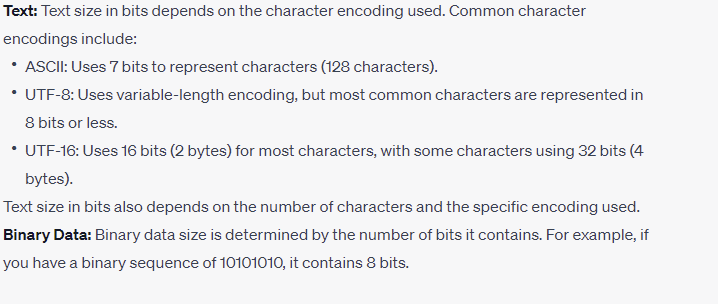 Text: Text size in bits depends on the character encoding used. Common character
encodings include:
• ASCII: Uses 7 bits to represent characters (128 characters).
• UTF-8: Uses variable-length encoding, but most common characters are represented in
8 bits or less.
• UTF-16: Uses 16 bits (2 bytes) for most characters, with some characters using 32 bits (4
bytes).
Text size in bits also depends on the number of characters and the specific encoding used.
Binary Data: Binary data size is determined by the number of bits it contains. For example, if
you have a binary sequence of 10101010, it contains 8 bits.